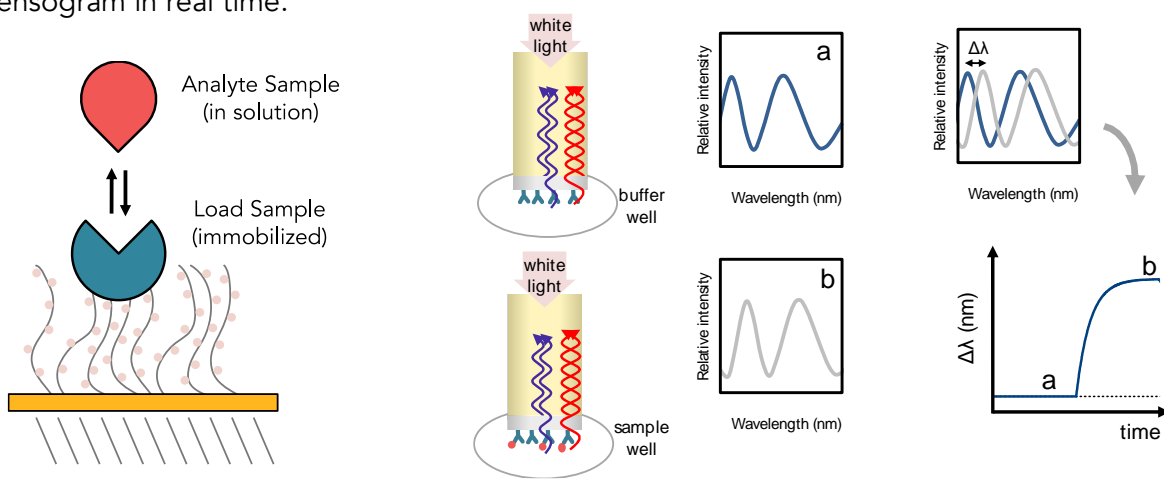 ensogram in real time.
Analyte Sample
(in solution)
Load Sample
(immobilized)
white
light
buffer
well
a
Relative intensity
Wavelength (nm)
Δλ
Relative intensity
Wavelength (nm)
white
light
sample
well
b
Relative intensity
Wavelength (nm)
Δλ (nm)
a
b
time